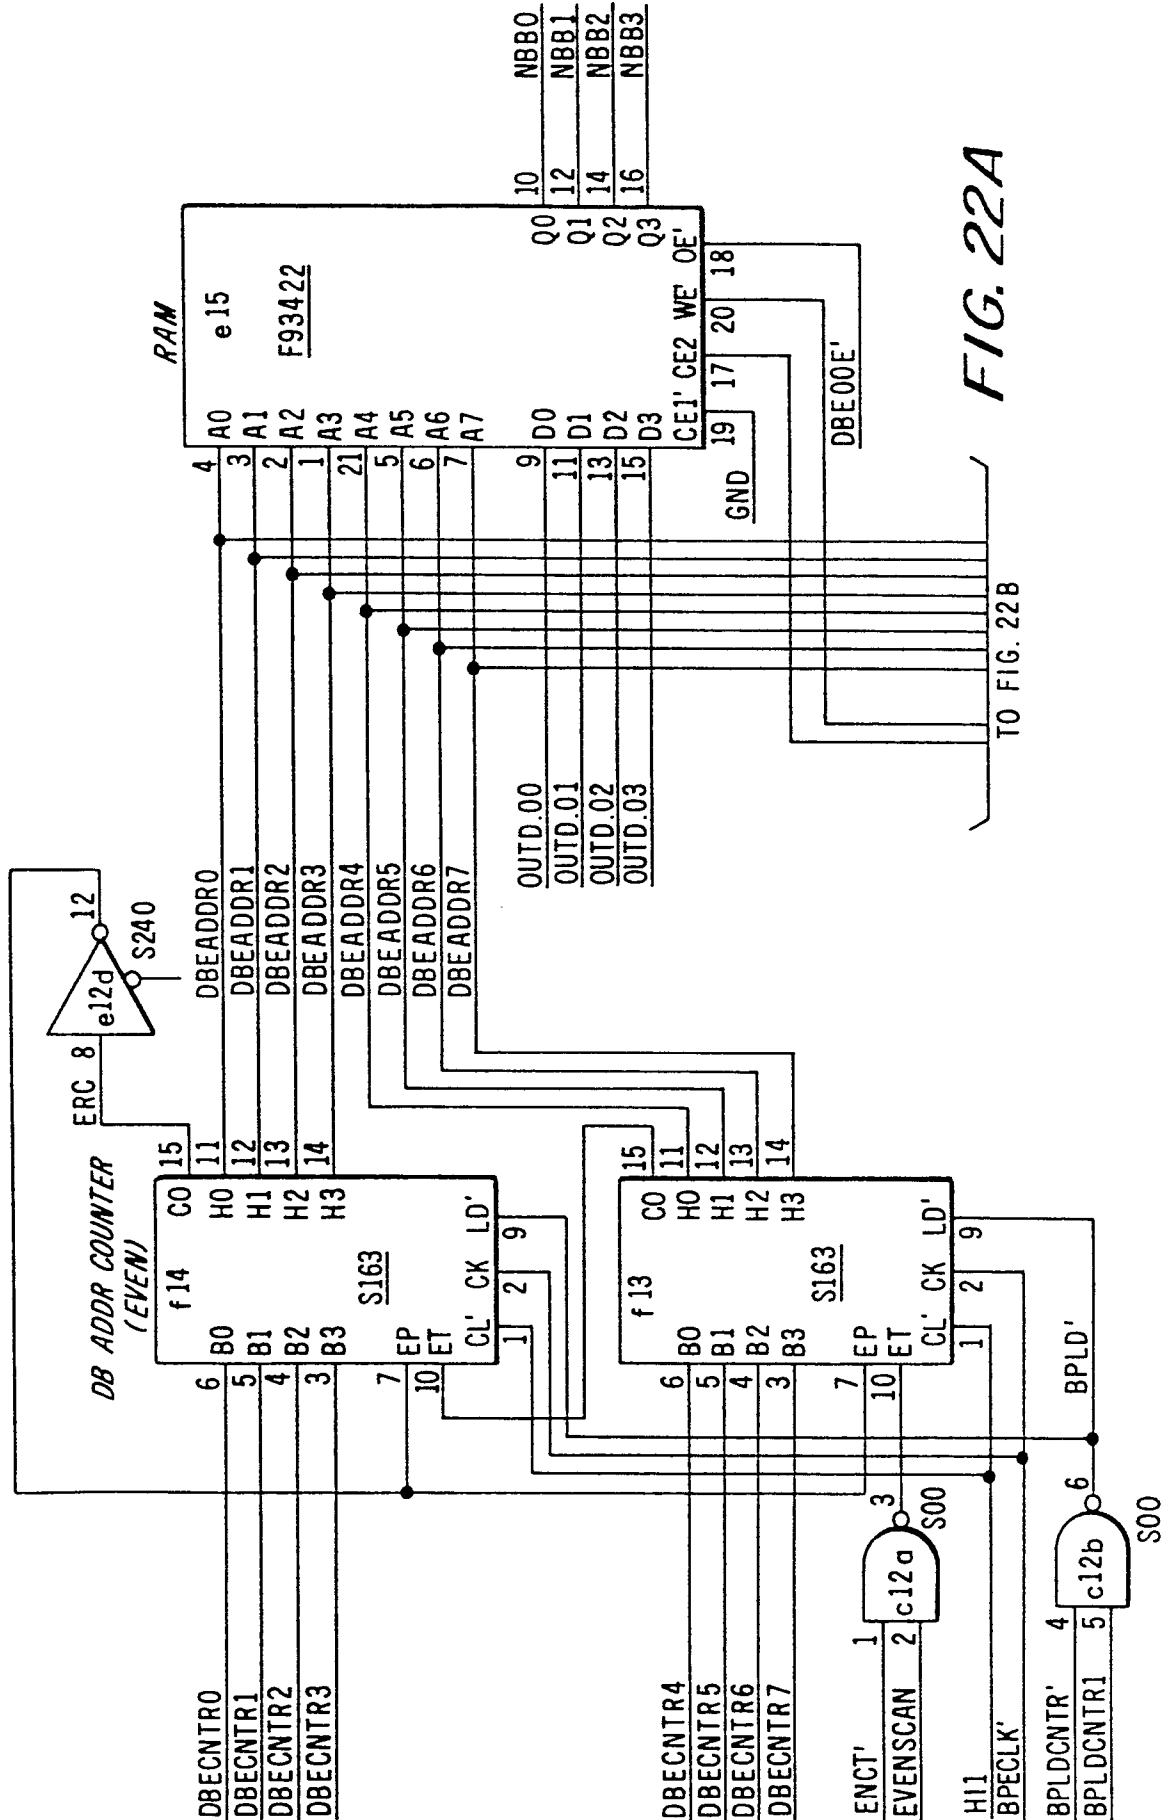 RAM
e15
F93422
4 A0
3 A1
2 A2
1 A3
21 A4
5 A5
6 A6
7 A7
9 D0
11 D1
13 D2
15 D3
Q0 10 NBB0
Q1 12 NBB1
Q2 14 NBB2
Q3 16 NBB3
CE1' CE2 WE' OE'
19 17 20 18
GND
DBE00E'
OUTD.00
OUTD.01
OUTD.02
OUTD.03
TO FIG. 22B
FIG. 22A
ERC 8
e12d
12
S240
DBEADDR0
DBEADDR1
DBEADDR2
DBEADDR3
DBEADDR4
DBEADDR5
DBEADDR6
DBEADDR7
DB ADDR COUNTER
(EVEN)
f14
S163
DBECNTR0 6 B0
DBECNTR1 5 B1
DBECNTR2 4 B2
DBECNTR3 3 B3
7 EP
10 ET
CO 15
H0 11
H1 12
H2 13
H3 14
CL' CK LD'
1 2 9
f13
S163
DBECNTR4 6 B0
DBECNTR5 5 B1
DBECNTR6 4 B2
DBECNTR7 3 B3
7 EP
10 ET
CO 15
H0 11
H1 12
H2 13
H3 14
CL' CK LD'
1 2 9
ENCT' 1
EVENSCAN 2
c12a
3
S00
H11
BPECLK'
BPLDCNTR' 4
BPLDCNTR1 5
c12b
6
S00
BPLD'